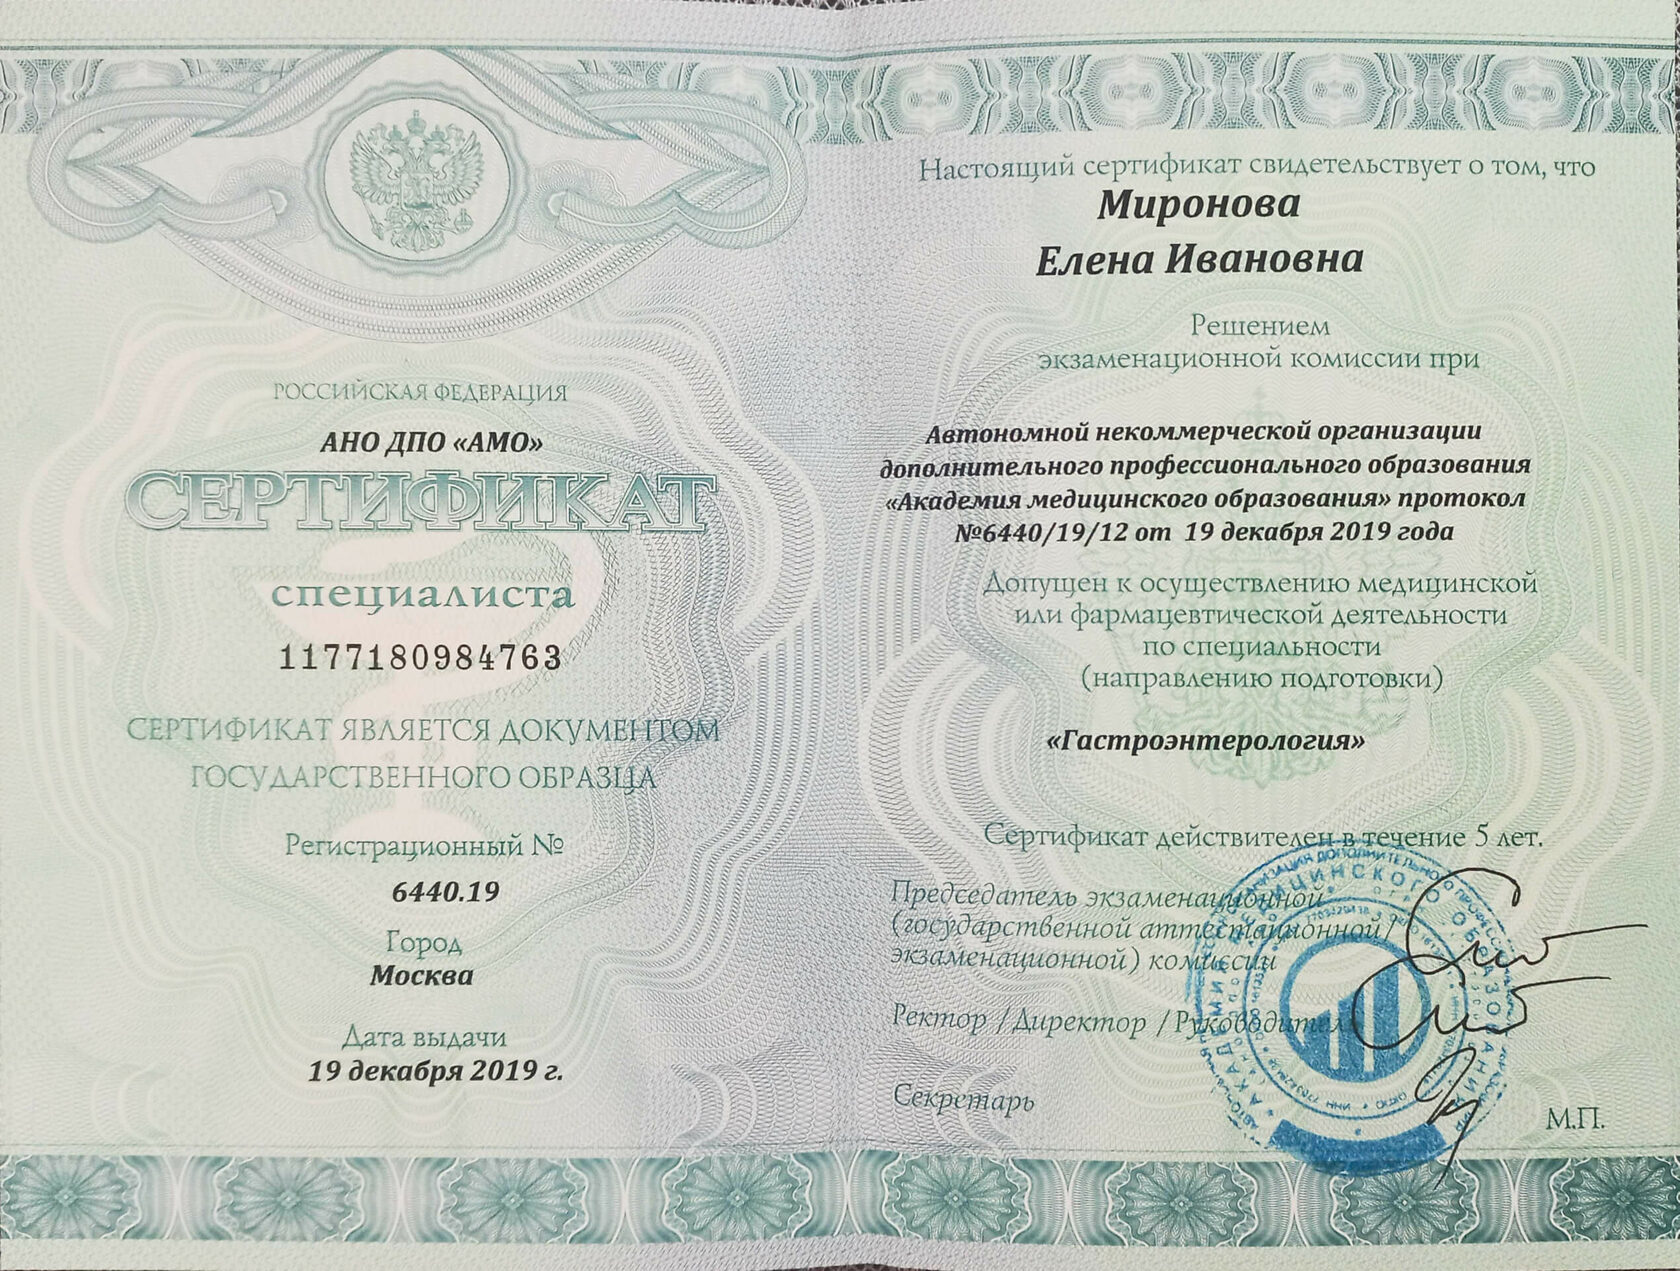 РОССИЙСКАЯ ФЕДЕРАЦИЯ
АНО ДПО «АМО»
СЕРТИФИКАТ
специалиста
1177180984763
СЕРТИФИКАТ ЯВЛЯЕТСЯ ДОКУМЕНТОМ
ГОСУДАРСТВЕННОГО ОБРАЗЦА
Регистрационный №
6440.19
Город
Москва
Дата выдачи
19 декабря 2019 г.
Настоящий сертификат свидетельствует о том, что
Миронова
Елена Ивановна
Решением
экзаменационной комиссии при
Автономной некоммерческой организации
дополнительного профессионального образования
«Академия медицинского образования» протокол
№6440/19/12 от 19 декабря 2019 года
Допущен к осуществлению медицинской
или фармацевтической деятельности
по специальности
(направлению подготовки)
«Гастроэнтерология»
Сертификат действителен в течение 5 лет.
Председатель экзаменационной
(государственной аттестационной/
экзаменационной) комиссии
Ректор /Директор /Руководитель
Секретарь
М.П.
АКАДЕМИЯ МЕДИЦИНСКОГО ОБРАЗОВАНИЯ